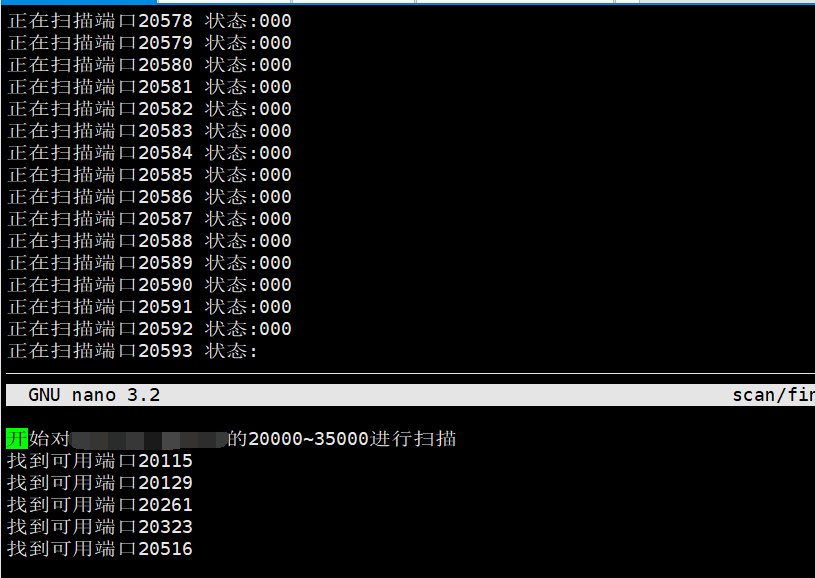 正在扫描端口20578 状态:000
正在扫描端口20579 状态:000
正在扫描端口20580 状态:000
正在扫描端口20581 状态:000
正在扫描端口20582 状态:000
正在扫描端口20583 状态:000
正在扫描端口20584 状态:000
正在扫描端口20585 状态:000
正在扫描端口20586 状态:000
正在扫描端口20587 状态:000
正在扫描端口20588 状态:000
正在扫描端口20589 状态:000
正在扫描端口20590 状态:000
正在扫描端口20591 状态:000
正在扫描端口20592 状态:000
正在扫描端口20593 状态:
GNU nano 3.2 scan/fin
开始对的20000~35000进行扫描
找到可用端口20115
找到可用端口20129
找到可用端口20261
找到可用端口20323
找到可用端口20516